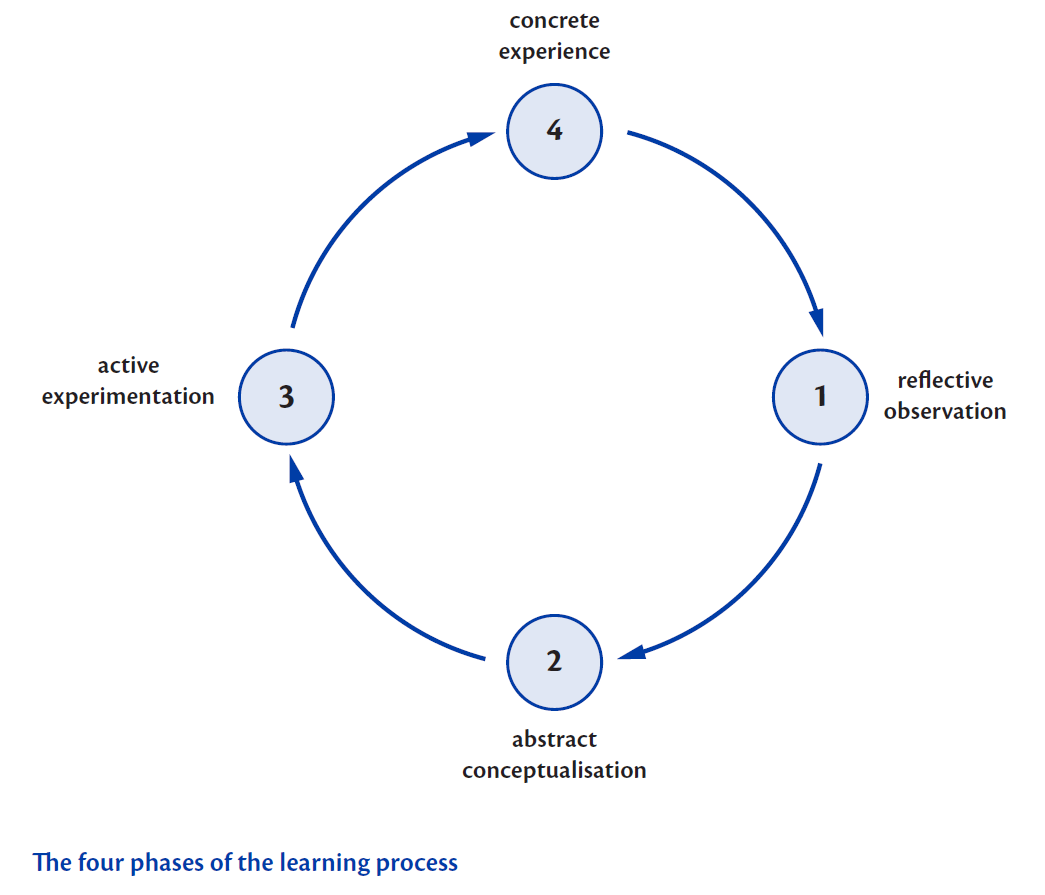 concrete
experience
4
active
experimentation
3
1
reflective
observation
2
abstract
conceptualisation
The four phases of the learning process